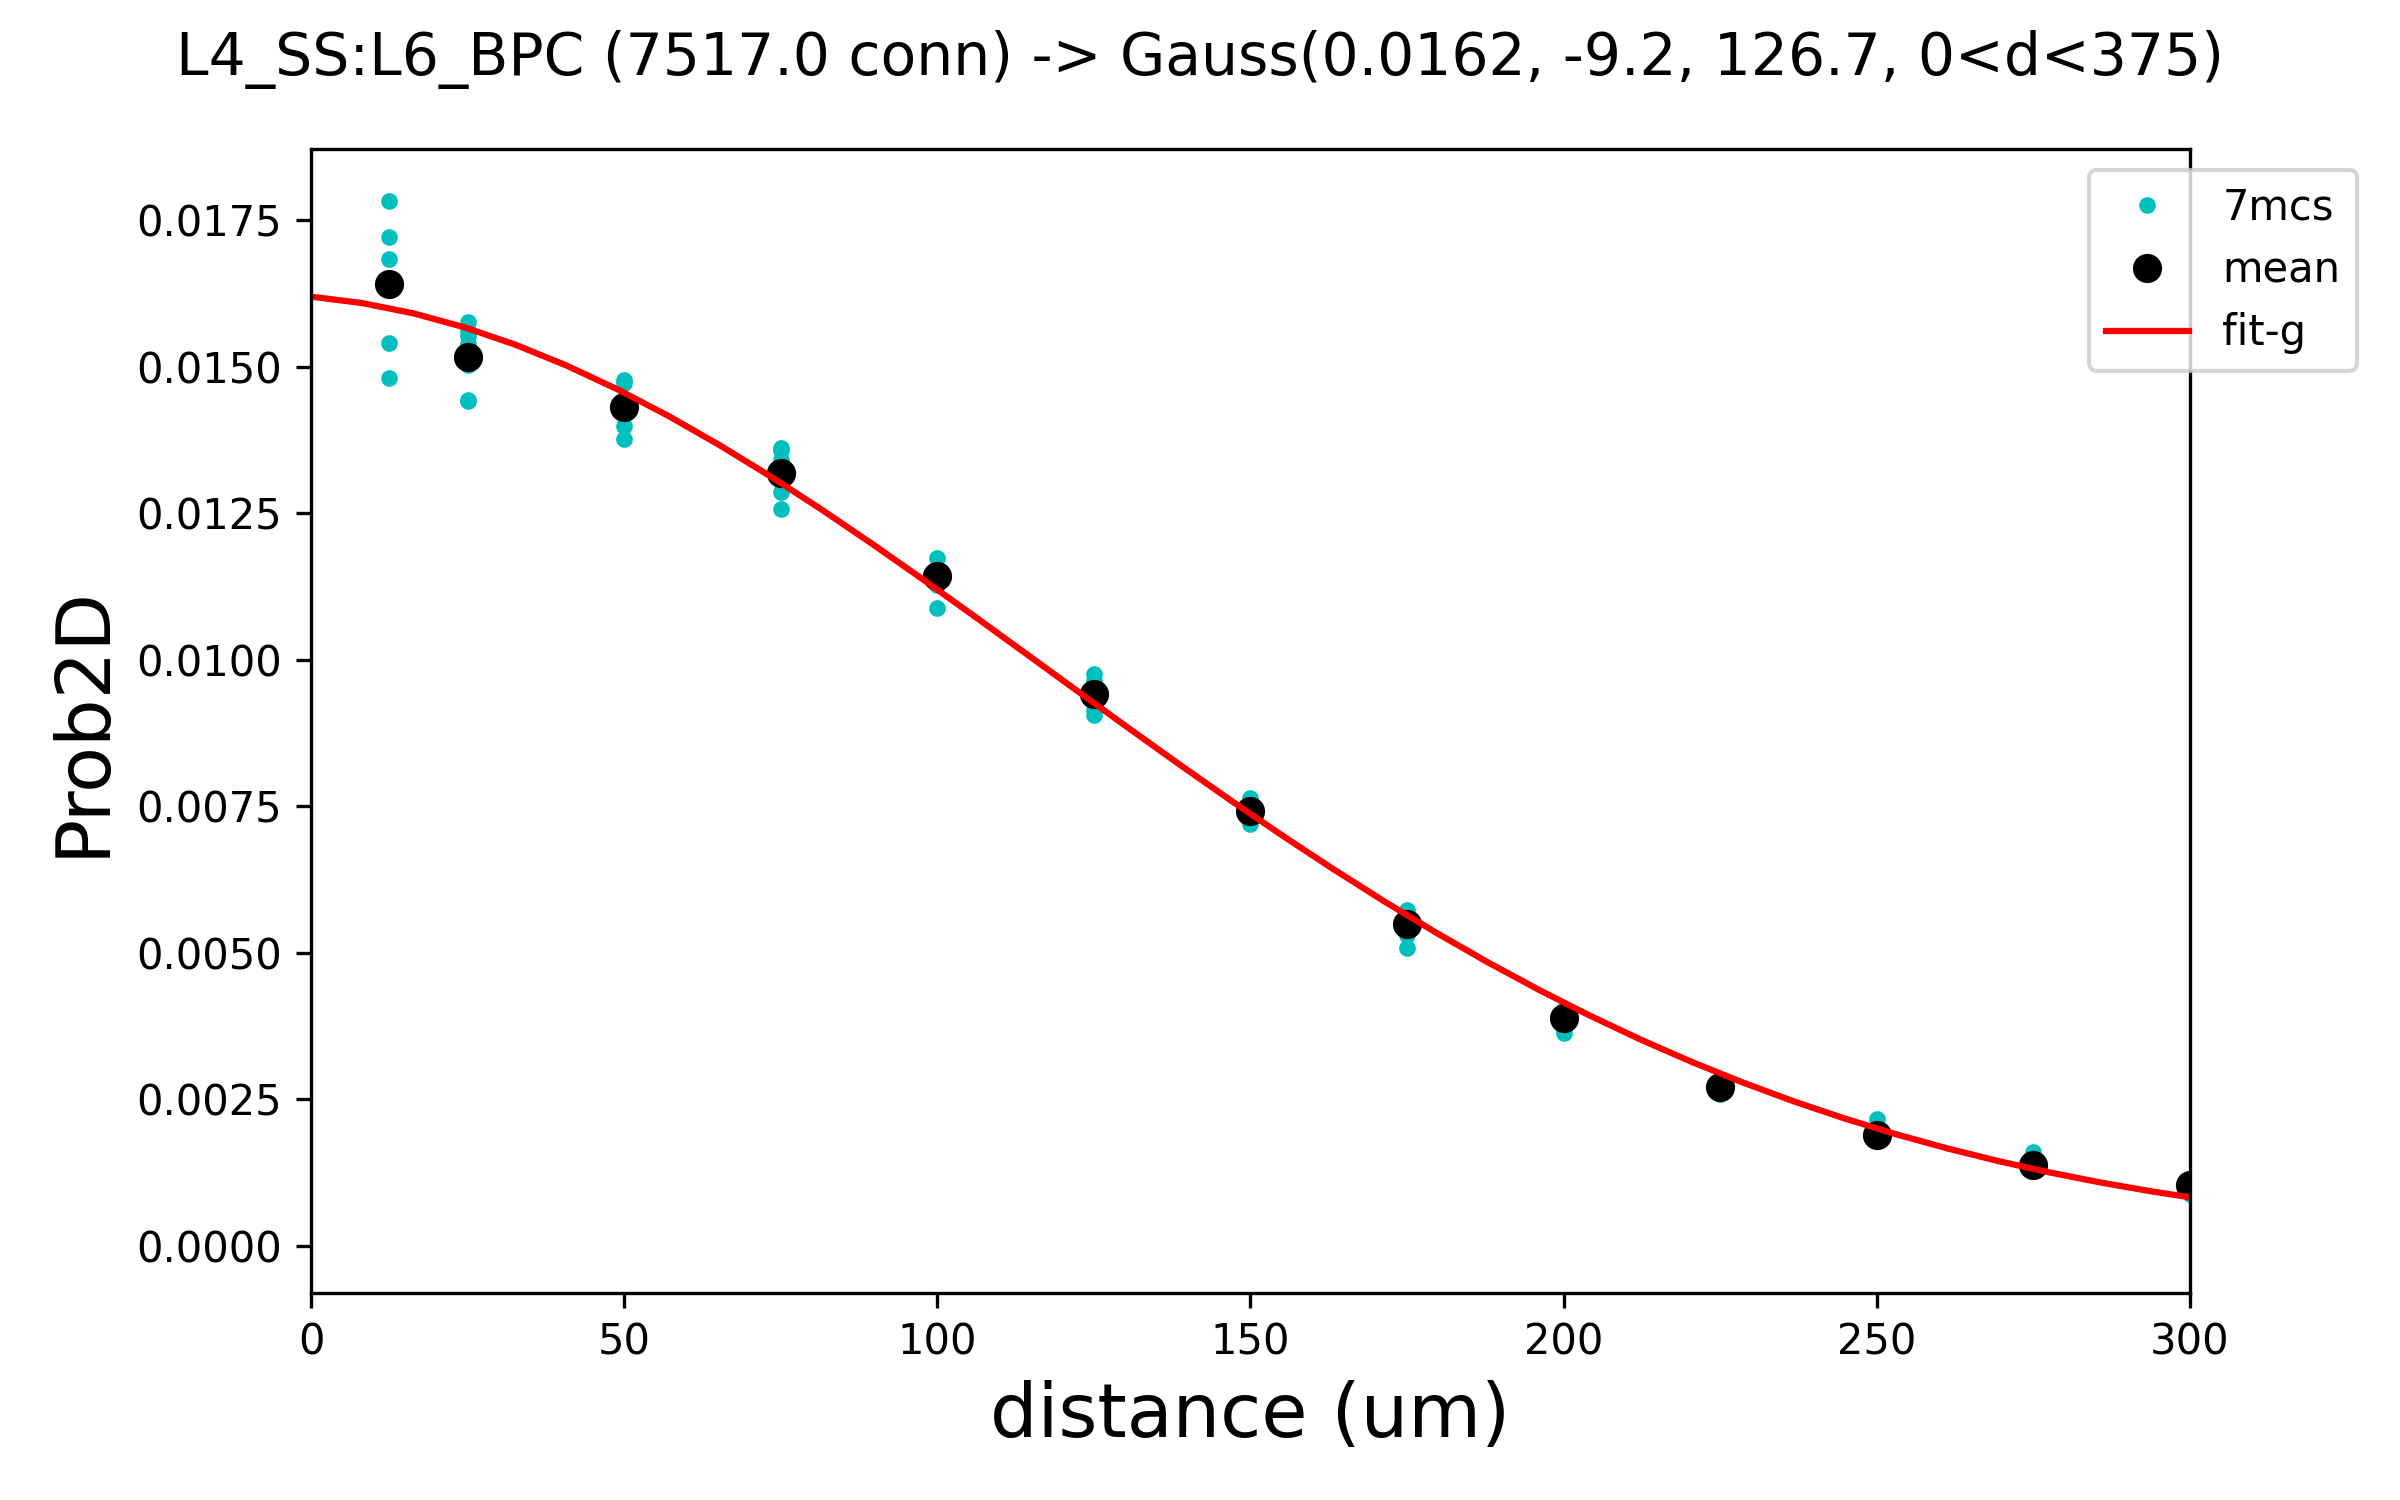 L4_SS:L6_BPC (7517.0 conn) -> Gauss(0.0162, -9.2, 126.7, 0<d<375)
7mcs
mean
fit-g
Prob2D
0.0175
0.0150
0.0125
0.0100
0.0075
0.0050
0.0025
0.0000
0 50 100 150 200 250 300
distance (um)